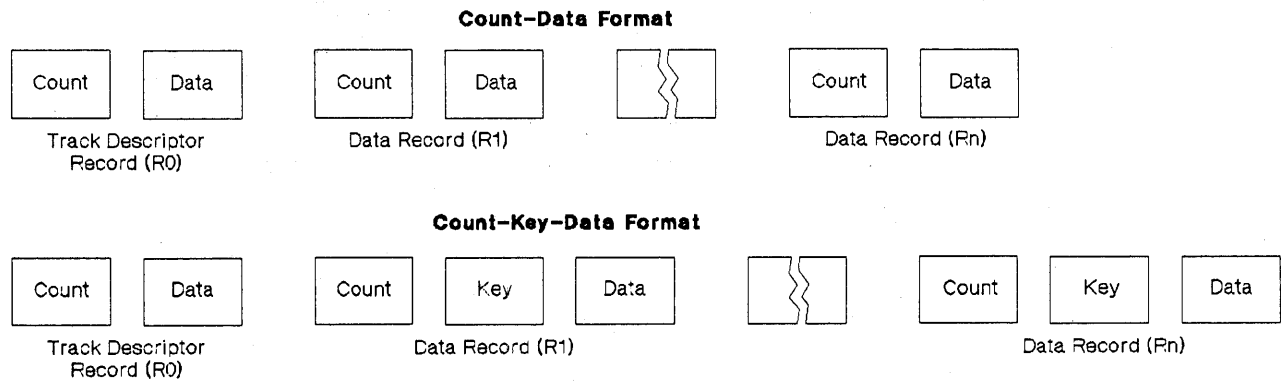 Count-Data Format
Count Data Count Data Count Data
Track Descriptor
Record (R0)
Data Record (R1)
Data Record (Rn)
Count-Key-Data Format
Count Data Count Key Data Count Key Data
Track Descriptor
Record (R0)
Data Record (R1)
Data Record (Rn)